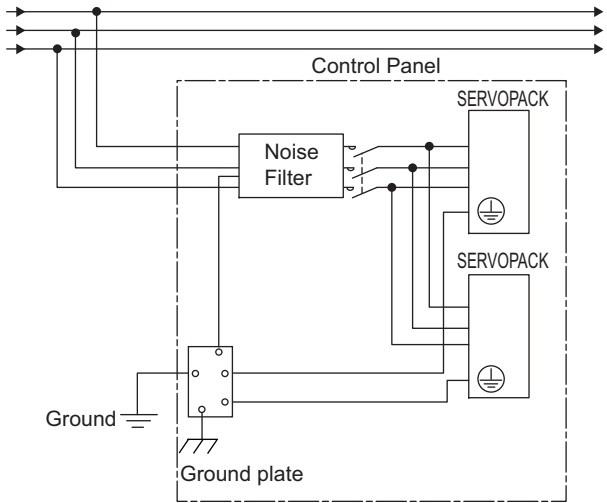 Control Panel
SERVOPACK
Noise
Filter
SERVOPACK
Ground
Ground plate